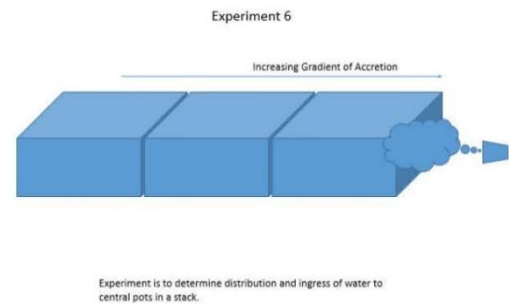 Experiment 6
Increasing Gradient of Accretion
Experiment is to determine distribution and ingress of water to
central pots in a stack.